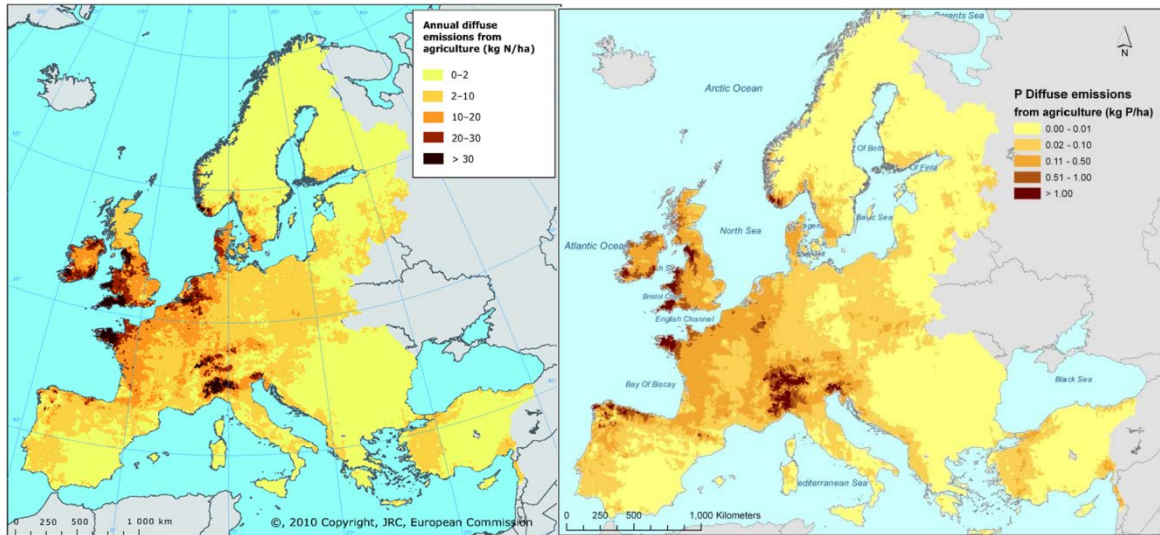 Annual diffuse
emissions from
agriculture (kg N/ha)
0–2
2–10
10–20
20–30
> 30
0 250 500 1 000 km
©, 2010 Copyright, JRC, European Commission
Barents Sea
N
Arctic Ocean
P Diffuse emissions
from agriculture (kg P/ha)
0.00 - 0.01
0.02 - 0.10
0.11 - 0.50
0.51 - 1.00
> 1.00
Of Both
Of Finla
North Sea
Atlantic Ocea
Bristol C
English Channel
Bay Of Biscay
Black Sea
editerranean Sea
0 250 500 1,000 Kilometers